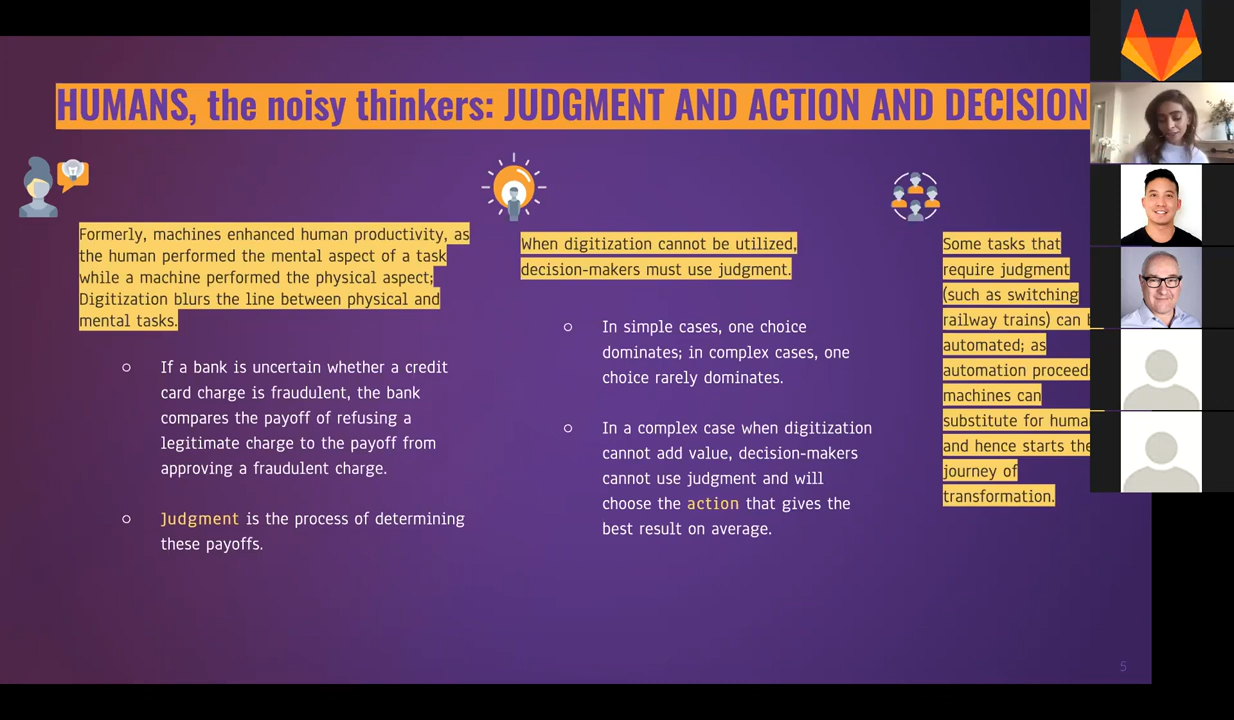 HUMANS, the noisy thinkers: JUDGMENT AND ACTION AND DECISION
Formerly, machines enhanced human productivity, as
the human performed the mental aspect of a task
while a machine performed the physical aspect;
Digitization blurs the line between physical and
mental tasks.
If a bank is uncertain whether a credit
card charge is fraudulent, the bank
compares the payoff of refusing a
legitimate charge to the payoff from
approving a fraudulent charge.
Judgment is the process of determining
these payoffs.
When digitization cannot be utilized,
decision-makers must use judgment.
In simple cases, one choice
dominates; in complex cases, one
choice rarely dominates.
In a complex case when digitization
cannot add value, decision-makers
cannot use judgment and will
choose the action that gives the
best result on average.
Some tasks that
require judgment
(such as switching
railway trains) can
automated; as
automation
machines can
substitute for
and hence starts the
journey of
transformation.
5